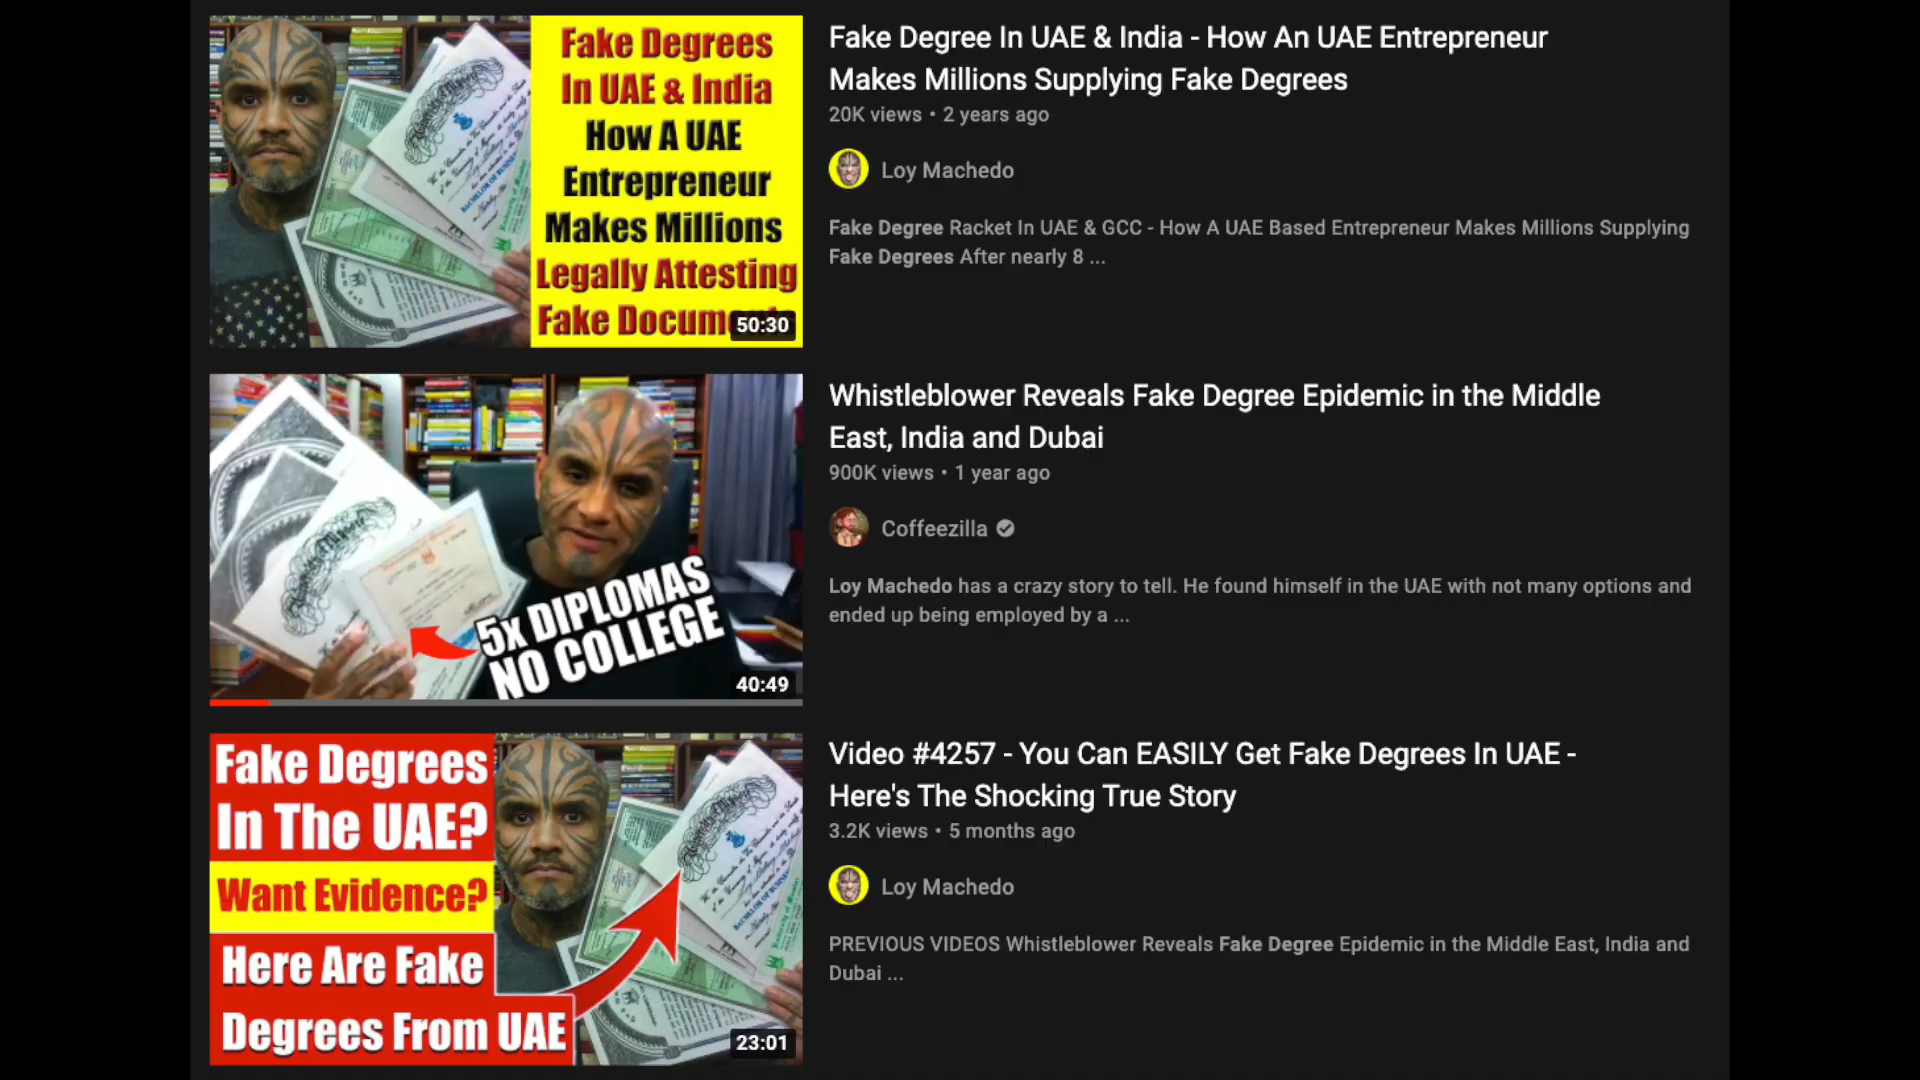 Fake Degrees
In UAE & India
How A UAE
Entrepreneur
Makes Millions
Legally Attesting
Fake Docum
50:30
Fake Degree In UAE & India - How An UAE Entrepreneur
Makes Millions Supplying Fake Degrees
20K views • 2 years ago
Loy Machedo
Fake Degree Racket In UAE & GCC - How A UAE Based Entrepreneur Makes Millions Supplying
Fake Degrees After nearly 8 ...
5x DIPLOMAS
NO COLLEGE
40:49
Whistleblower Reveals Fake Degree Epidemic in the Middle
East, India and Dubai
900K views • 1 year ago
Coffeezilla
Loy Machedo has a crazy story to tell. He found himself in the UAE with not many options and
ended up being employed by a ...
Fake Degrees
In The UAE?
Want Evidence?
Here Are Fake
Degrees From UAE
23:01
Video #4257 - You Can EASILY Get Fake Degrees In UAE -
Here's The Shocking True Story
3.2K views • 5 months ago
Loy Machedo
PREVIOUS VIDEOS Whistleblower Reveals Fake Degree Epidemic in the Middle East, India and
Dubai ...